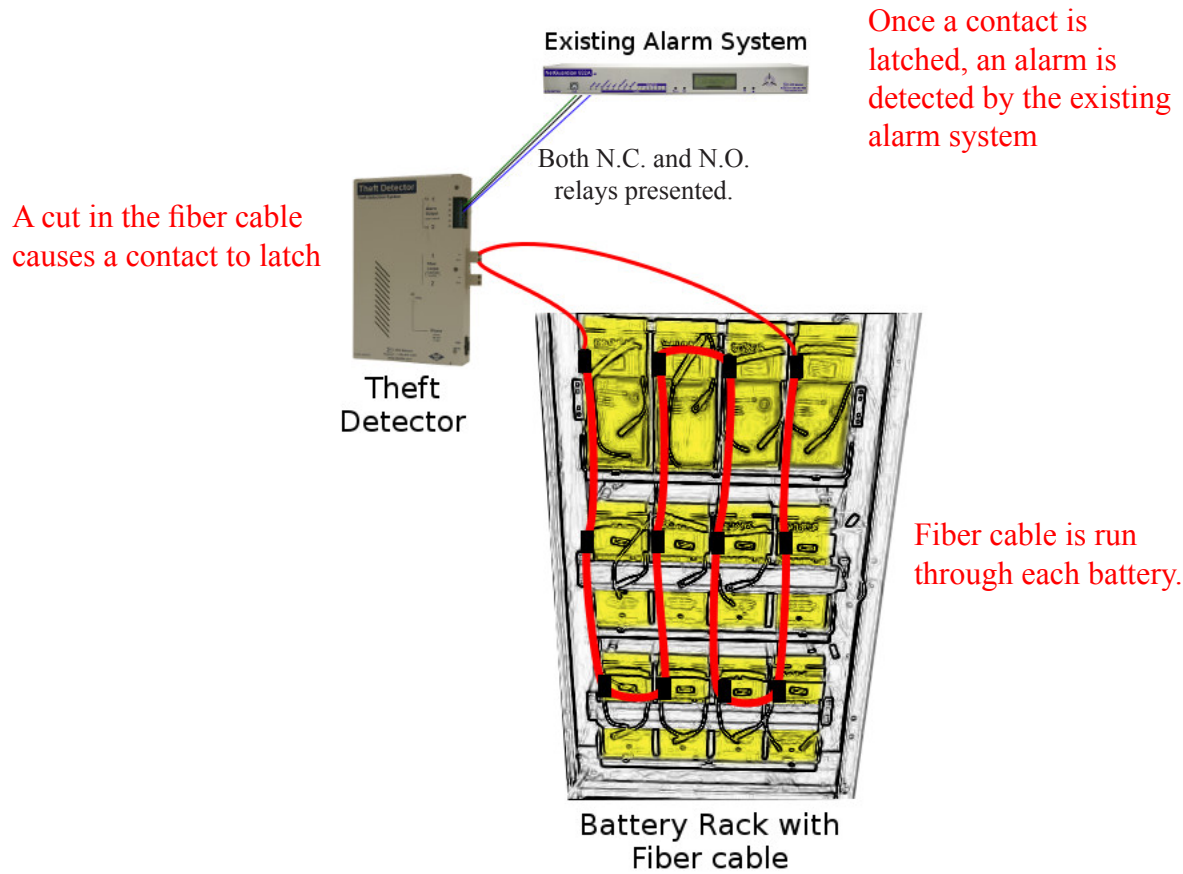 Existing Alarm System
Once a contact is
latched, an alarm is
detected by the existing
alarm system
Both N.C. and N.O.
relays presented.
Theft Detector
A cut in the fiber cable
causes a contact to latch
Theft
Detector
Fiber cable is run
through each battery.
Battery Rack with
Fiber cable